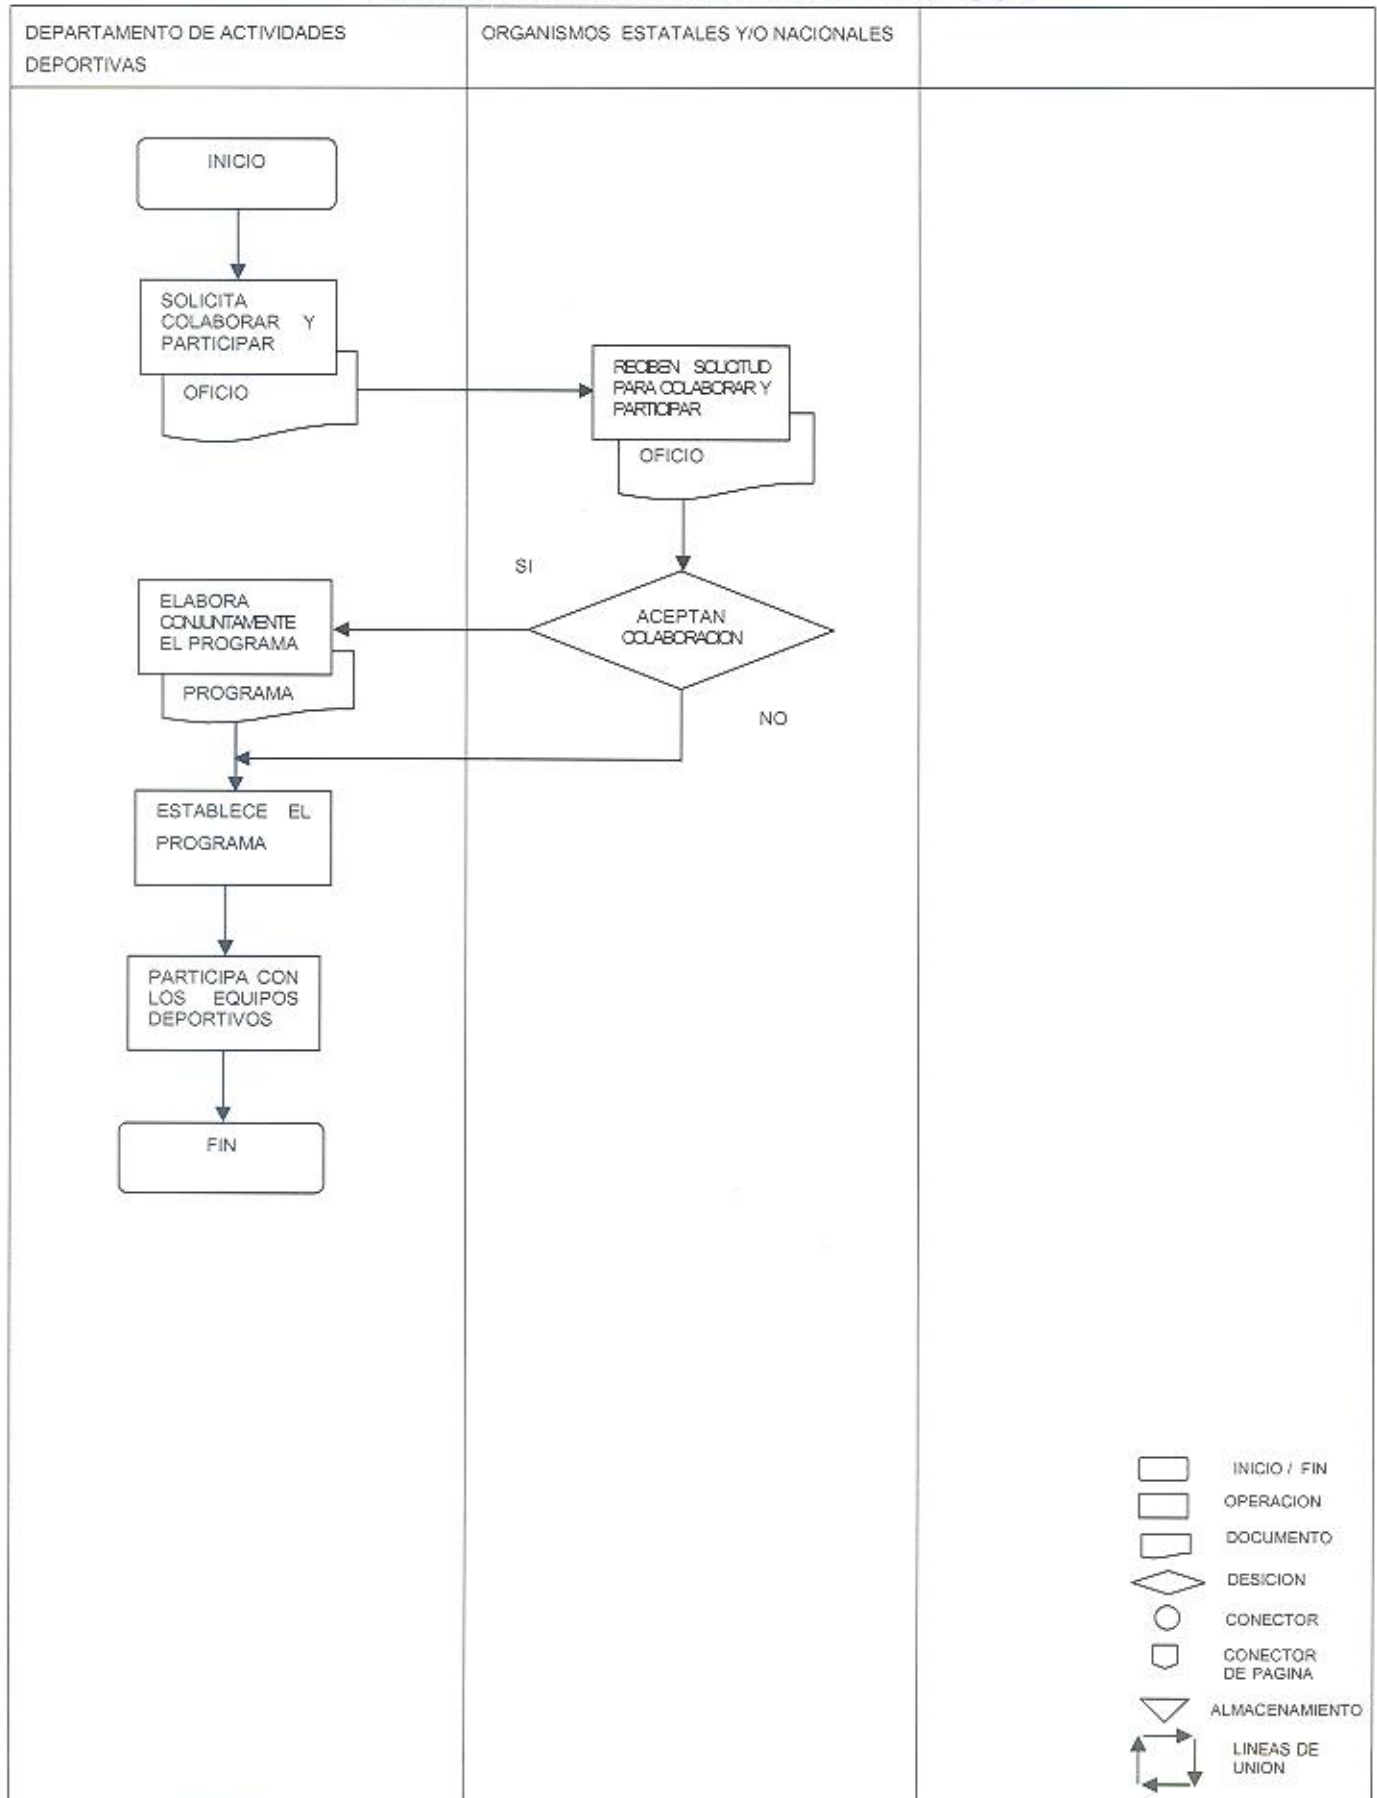 DEPARTAMENTO DE ACTIVIDADES
DEPORTIVAS
ORGANISMOS ESTATALES Y/O NACIONALES
INICIO
SOLICITA
COLABORAR Y
PARTICIPAR
OFICIO
RECIBEN SOLICITUD
PARA COLABORAR Y
PARTICIPAR
OFICIO
SI
ACEPTAN
COLABORACION
ELABORA
CONJUNTAMENTE
EL PROGRAMA
PROGRAMA
NO
ESTABLECE EL
PROGRAMA
PARTICIPA CON
LOS EQUIPOS
DEPORTIVOS
FIN
INICIO / FIN
OPERACION
DOCUMENTO
DESICION
CONECTOR
CONECTOR
DE PAGINA
ALMACENAMIENTO
LINEAS DE
UNION